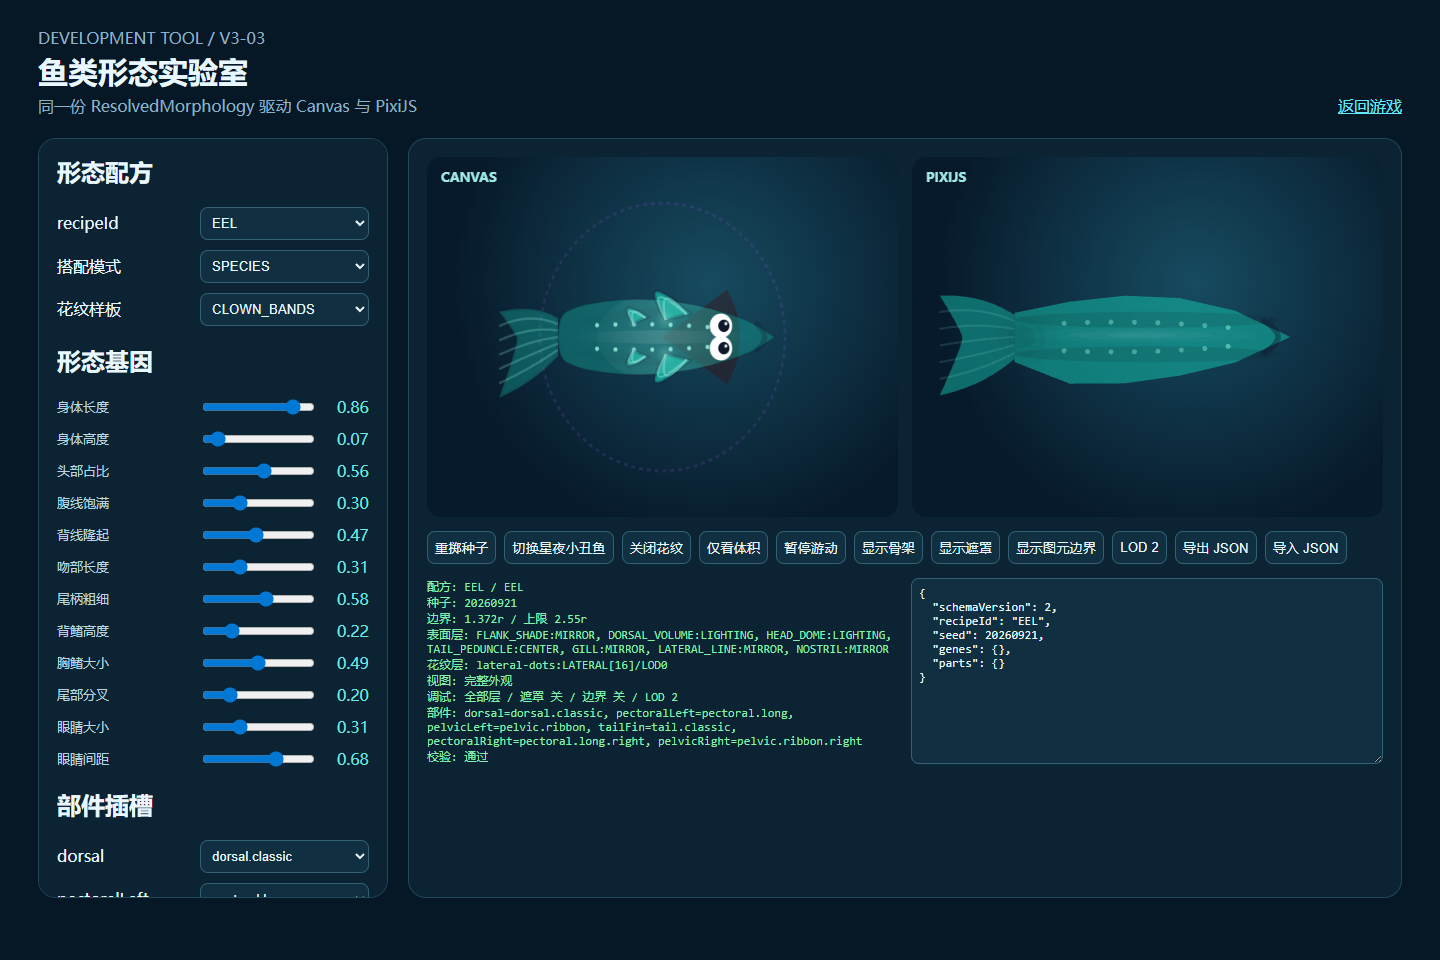 DEVELOPMENT TOOL / V3-03
鱼类形态实验室
同一份 ResolvedMorphology 驱动 Canvas 与 PixiJS
返回游戏
形态配方
recipeId
EEL
搭配模式
SPECIES
花纹样板
CLOWN_BANDS
形态基因
身体长度
0.86
身体高度
0.07
头部占比
0.56
腹线饱满
0.30
背线隆起
0.47
吻部长度
0.31
尾柄粗细
0.58
背鳍高度
0.22
胸鳍大小
0.49
尾部分叉
0.20
眼睛大小
0.31
眼睛间距
0.68
部件插槽
dorsal
dorsal.classic
CANVAS
PIXIJS
重掷种子
切换星夜小丑鱼
关闭花纹
仅看体积
暂停游动
显示骨架
显示遮罩
显示图元边界
LOD 2
导出 JSON
导入 JSON
配方: EEL / EEL
种子: 20260921
边界: 1.372r / 上限 2.55r
表面层: FLANK_SHADE:MIRROR, DORSAL_VOLUME:LIGHTING, HEAD_DOME:LIGHTING,
TAIL_PEDUNCLE:CENTER, GILL:MIRROR, LATERAL_LINE:MIRROR, NOSTRIL:MIRROR
花纹层: lateral-dots:LATERAL[16]/LOD0
视图: 完整外观
调试: 全部层 / 遮罩 关 / 边界 关 / LOD 2
部件: dorsal=dorsal.classic, pectoralLeft=pectoral.long,
pelvicLeft=pelvic.ribbon, tailFin=tail.classic,
pectoralRight=pectoral.long.right, pelvicRight=pelvic.ribbon.right
校验: 通过
{
"schemaVersion": 2,
"recipeId": "EEL",
"seed": 20260921,
"genes": {},
"parts": {}
}